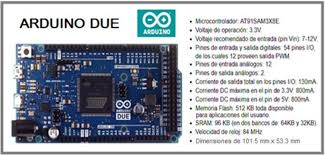 ARDUINO DUE
ARDUINO
Microcontrolador: AT91SAM3X8E
Voltaje de operación: 3.3V
Voltaje recomendado de entrada (pin Vin): 7-12V.
Pines de entrada y salida digitales: 54 pines I/O,
de los cuales 12 proveen salida PWM
Pines de entrada análogicos: 12
Pines de salida análogicos: 2
Corriente de salida total en los pines I/O: 130mA
Corriente DC máxima en el pin de 3.3V: 800mA
Corriente DC máxima en el pin de 5V: 800mA
Memoria Flash: 512 KB toda disponible
para aplicaciones del usuario
SRAM: 96 KB (en dos bancos de 64KB y 32KB)
Velocidad de reloj: 84 MHz
Dimensiones de 101.5 mm x 53.3 mm
ARDUINO
DUE